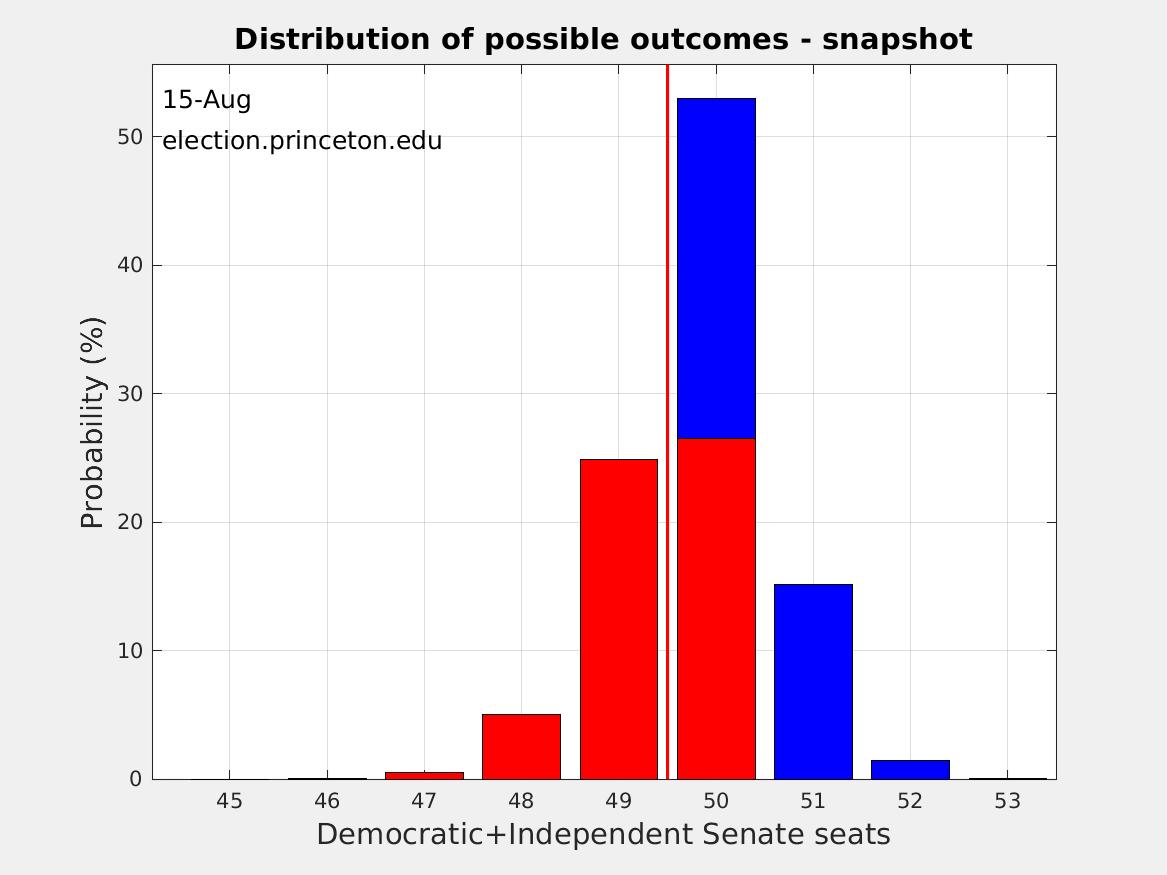 Distribution of possible outcomes - snapshot
15-Aug
election.princeton.edu
50
40
30
20
10
0
Probability (%)
45 46 47 48 49 50 51 52 53
Democratic+Independent Senate seats